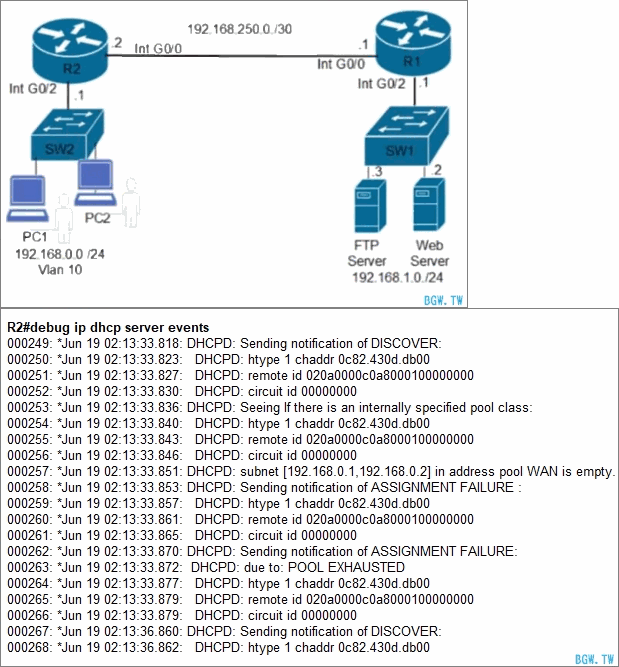 192.168.250.0./30
.2
.1
R2
R1
Int G0/0
Int G0/0
Int G0/2
Int G0/2
.1
.1
SW2
SW1
.3
.2
PC2
PC1
192.168.0.0 /24
Vlan 10
FTP
Server
Web
Server
192.168.1.0./24
BGW.TW
R2#debug ip dhcp server events
000249: *Jun 19 02:13:33.818: DHCPD: Sending notification of DISCOVER:
000250: *Jun 19 02:13:33.823: DHCPD: htype 1 chaddr 0c82.430d.db00
000251: *Jun 19 02:13:33.827: DHCPD: remote id 020a0000c0a8000100000000
000252: *Jun 19 02:13:33.830: DHCPD: circuit id 00000000
000253: *Jun 19 02:13:33.836: DHCPD: Seeing If there is an internally specified pool class:
000254: *Jun 19 02:13:33.840: DHCPD: htype 1 chaddr 0c82.430d.db00
000255: *Jun 19 02:13:33.843: DHCPD: remote id 020a0000c0a8000100000000
000256: *Jun 19 02:13:33.846: DHCPD: circuit id 00000000
000257: *Jun 19 02:13:33.851: DHCPD: subnet [192.168.0.1,192.168.0.2] in address pool WAN is empty.
000258: *Jun 19 02:13:33.853: DHCPD: Sending notification of ASSIGNMENT FAILURE :
000259: *Jun 19 02:13:33.857: DHCPD: htype 1 chaddr 0c82.430d.db00
000260: *Jun 19 02:13:33.861: DHCPD: remote id 020a0000c0a8000100000000
000261: *Jun 19 02:13:33.865: DHCPD: circuit id 00000000
000262: *Jun 19 02:13:33.870: DHCPD: Sending notification of ASSIGNMENT FAILURE:
000263: *Jun 19 02:13:33.872: DHCPD: due to: POOL EXHAUSTED
000264: *Jun 19 02:13:33.877: DHCPD: htype 1 chaddr 0c82.430d.db00
000265: *Jun 19 02:13:33.879: DHCPD: remote id 020a0000c0a8000100000000
000266: *Jun 19 02:13:33.879: DHCPD: circuit id 00000000
000267: *Jun 19 02:13:36.860: DHCPD: Sending notification of DISCOVER:
000268: *Jun 19 02:13:36.862: DHCPD: htype 1 chaddr 0c82.430d.db00
BGW.TW